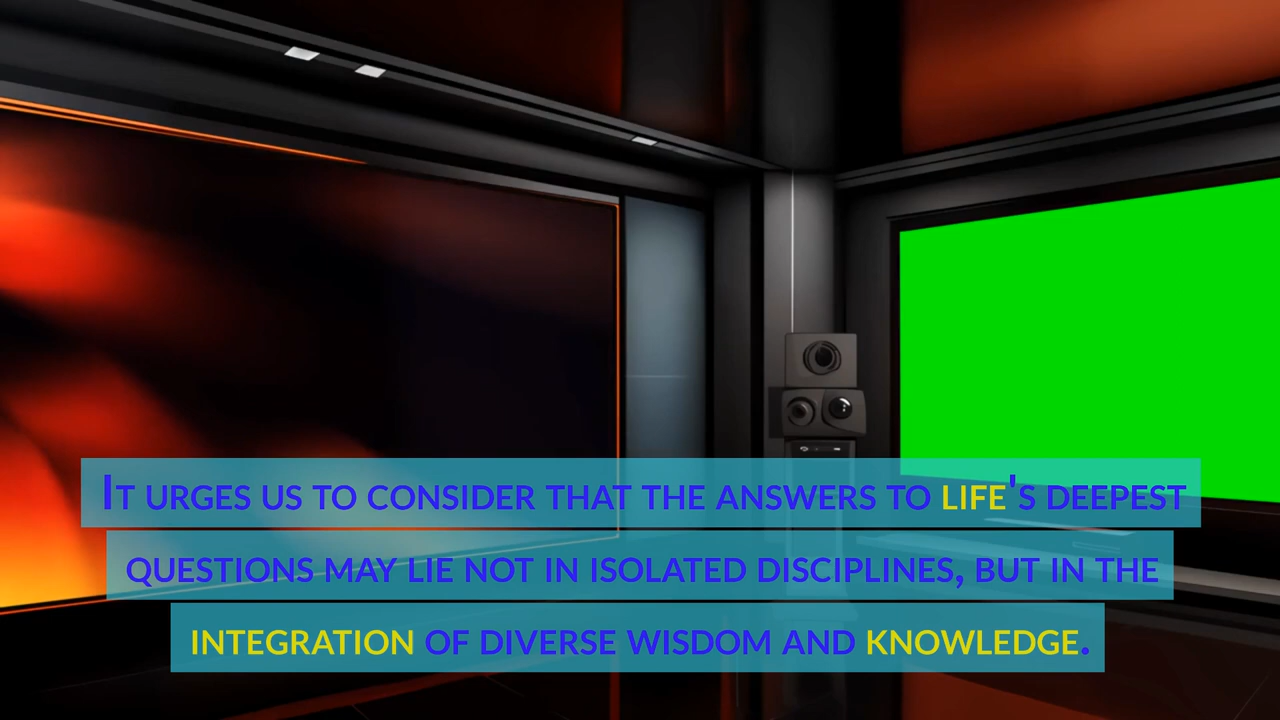 It urges us to consider that the answers to life's deepest
questions may lie not in isolated disciplines, but in the
integration of diverse wisdom and knowledge.